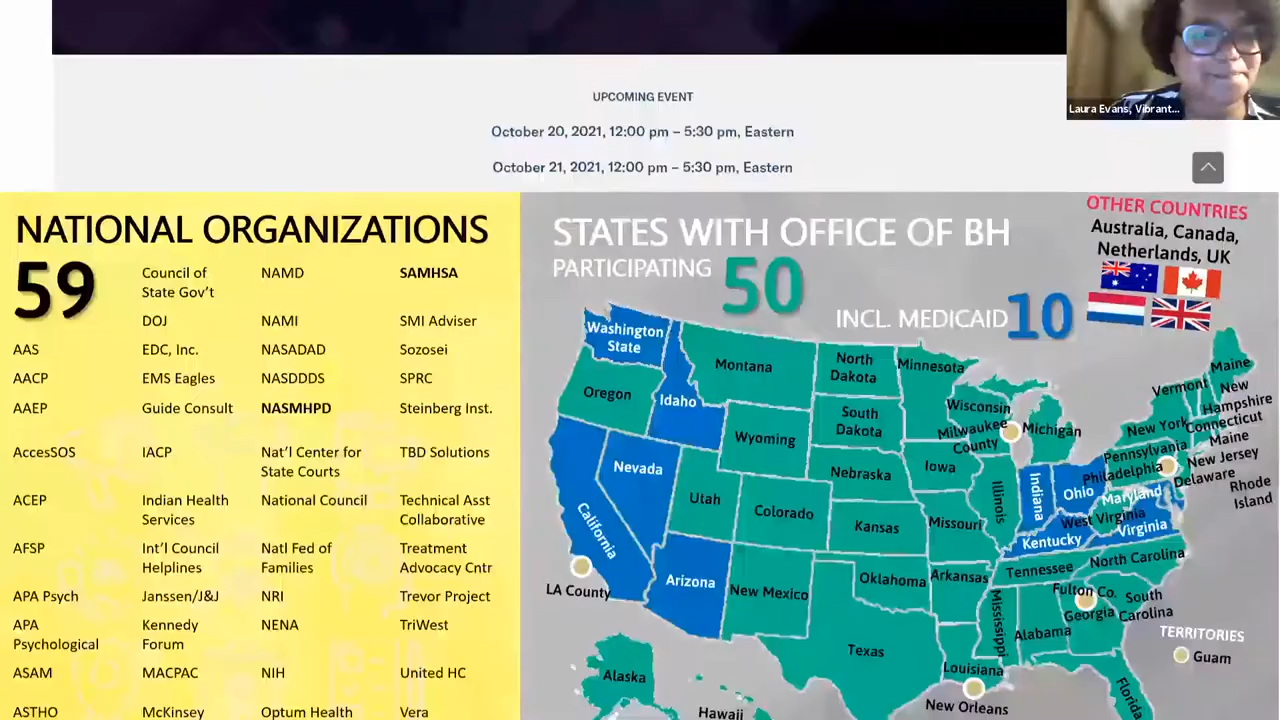 UPCOMING EVENT
October 20, 2021, 12:00 pm – 5:30 pm, Eastern
October 21, 2021, 12:00 pm – 5:30 pm, Eastern
Laura Evans, Vibrant...
NATIONAL ORGANIZATIONS
59
AAS
AACP
AAEP
AccesSOS
ACEP
AFSP
APA Psych
APA
Psychological
ASAM
ASTHO
Council of
State Gov't
DOJ
EDC, Inc.
EMS Eagles
Guide Consult
IACP
Indian Health
Services
Int'l Council
Helplines
Janssen/J&J
Kennedy
Forum
MACPAC
McKinsey
NAMD
NAMI
NASADAD
NASDDDS
NASMHPD
Nat'l Center for
State Courts
National Council
Natl Fed of
Families
NRI
NENA
NIH
Optum Health
SAMHSA
SMI Adviser
Sozosei
SPRC
Steinberg Inst.
TBD Solutions
Technical Asst
Collaborative
Treatment
Advocacy Cntr
Trevor Project
TriWest
United HC
Vera
STATES WITH OFFICE OF BH
PARTICIPATING 50
INCL. MEDICAID 10
OTHER COUNTRIES
Australia, Canada,
Netherlands, UK
Washington
State
Oregon
Idaho
Montana
North
Dakota
Minnesota
South
Dakota
Wyoming
Wisconsin
Milwaukee
County
Michigan
Nevada
California
LA County
Utah
Colorado
Nebraska
Iowa
Illinois
Indiana
Ohio
Kansas
Missouri
Arizona
New Mexico
Oklahoma
Arkansas
Texas
Louisiana
New Orleans
Mississippi
Alabama
Tennessee
Kentucky
West Virginia
Virginia
Maryland
North Carolina
South
Carolina
Fulton Co.
Georgia
Florida
Philadelphia
Pennsylvania
New York
Vermont
Maine
New
Hampshire
Connecticut
Maine
New Jersey
Delaware
Rhode
Island
Alaska
Hawaii
TERRITORIES
Guam